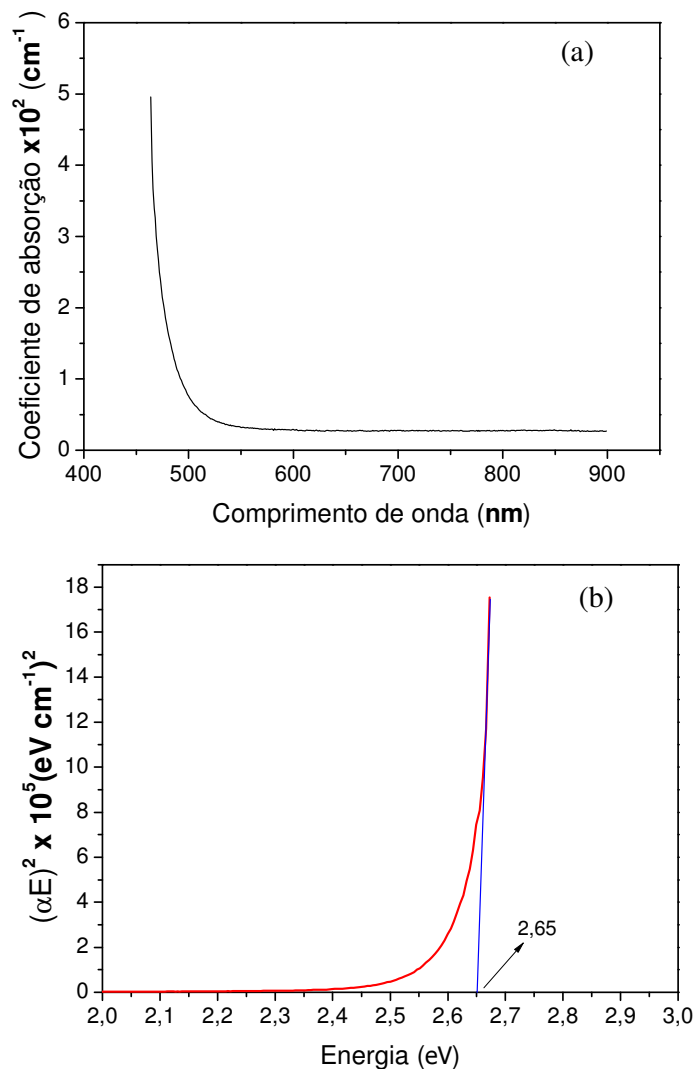 (a)
Coeficiente de absorção x10² (cm⁻¹)
6
5
4
3
2
1
0
400 500 600 700 800 900
Comprimento de onda (nm)
(b)
(αE)² x 10⁵(eV cm⁻¹)²
18
16
14
12
10
8
6
4
2
0
2,65
2,0 2,1 2,2 2,3 2,4 2,5 2,6 2,7 2,8 2,9 3,0
Energia (eV)